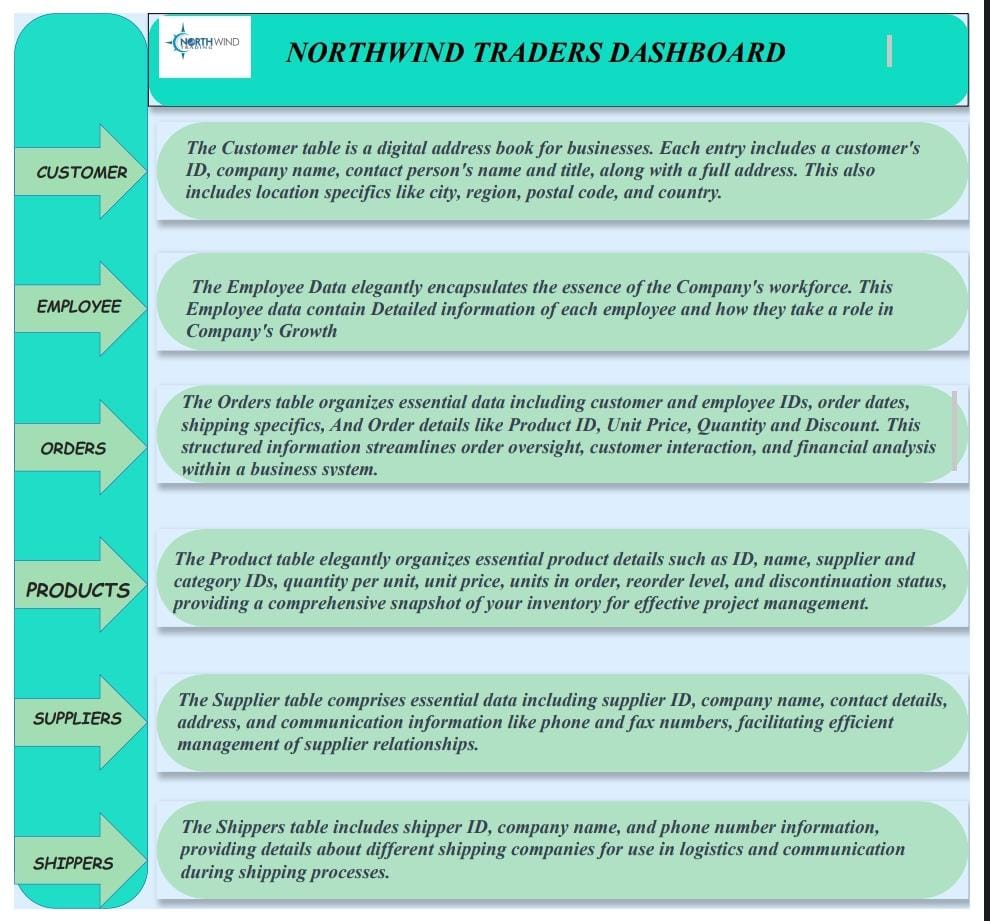 NORTHWIND
TRADING
NORTHWIND TRADERS DASHBOARD
CUSTOMER
The Customer table is a digital address book for businesses. Each entry includes a customer's
ID, company name, contact person's name and title, along with a full address. This also
includes location specifics like city, region, postal code, and country.
EMPLOYEE
The Employee Data elegantly encapsulates the essence of the Company's workforce. This
Employee data contain Detailed information of each employee and how they take a role in
Company's Growth
ORDERS
The Orders table organizes essential data including customer and employee IDs, order dates,
shipping specifics, And Order details like Product ID, Unit Price, Quantity and Discount. This
structured information streamlines order oversight, customer interaction, and financial analysis
within a business system.
PRODUCTS
The Product table elegantly organizes essential product details such as ID, name, supplier and
category IDs, quantity per unit, unit price, units in order, reorder level, and discontinuation status,
providing a comprehensive snapshot of your inventory for effective project management.
SUPPLIERS
The Supplier table comprises essential data including supplier ID, company name, contact details,
address, and communication information like phone and fax numbers, facilitating efficient
management of supplier relationships.
SHIPPERS
The Shippers table includes shipper ID, company name, and phone number information,
providing details about different shipping companies for use in logistics and communication
during shipping processes.